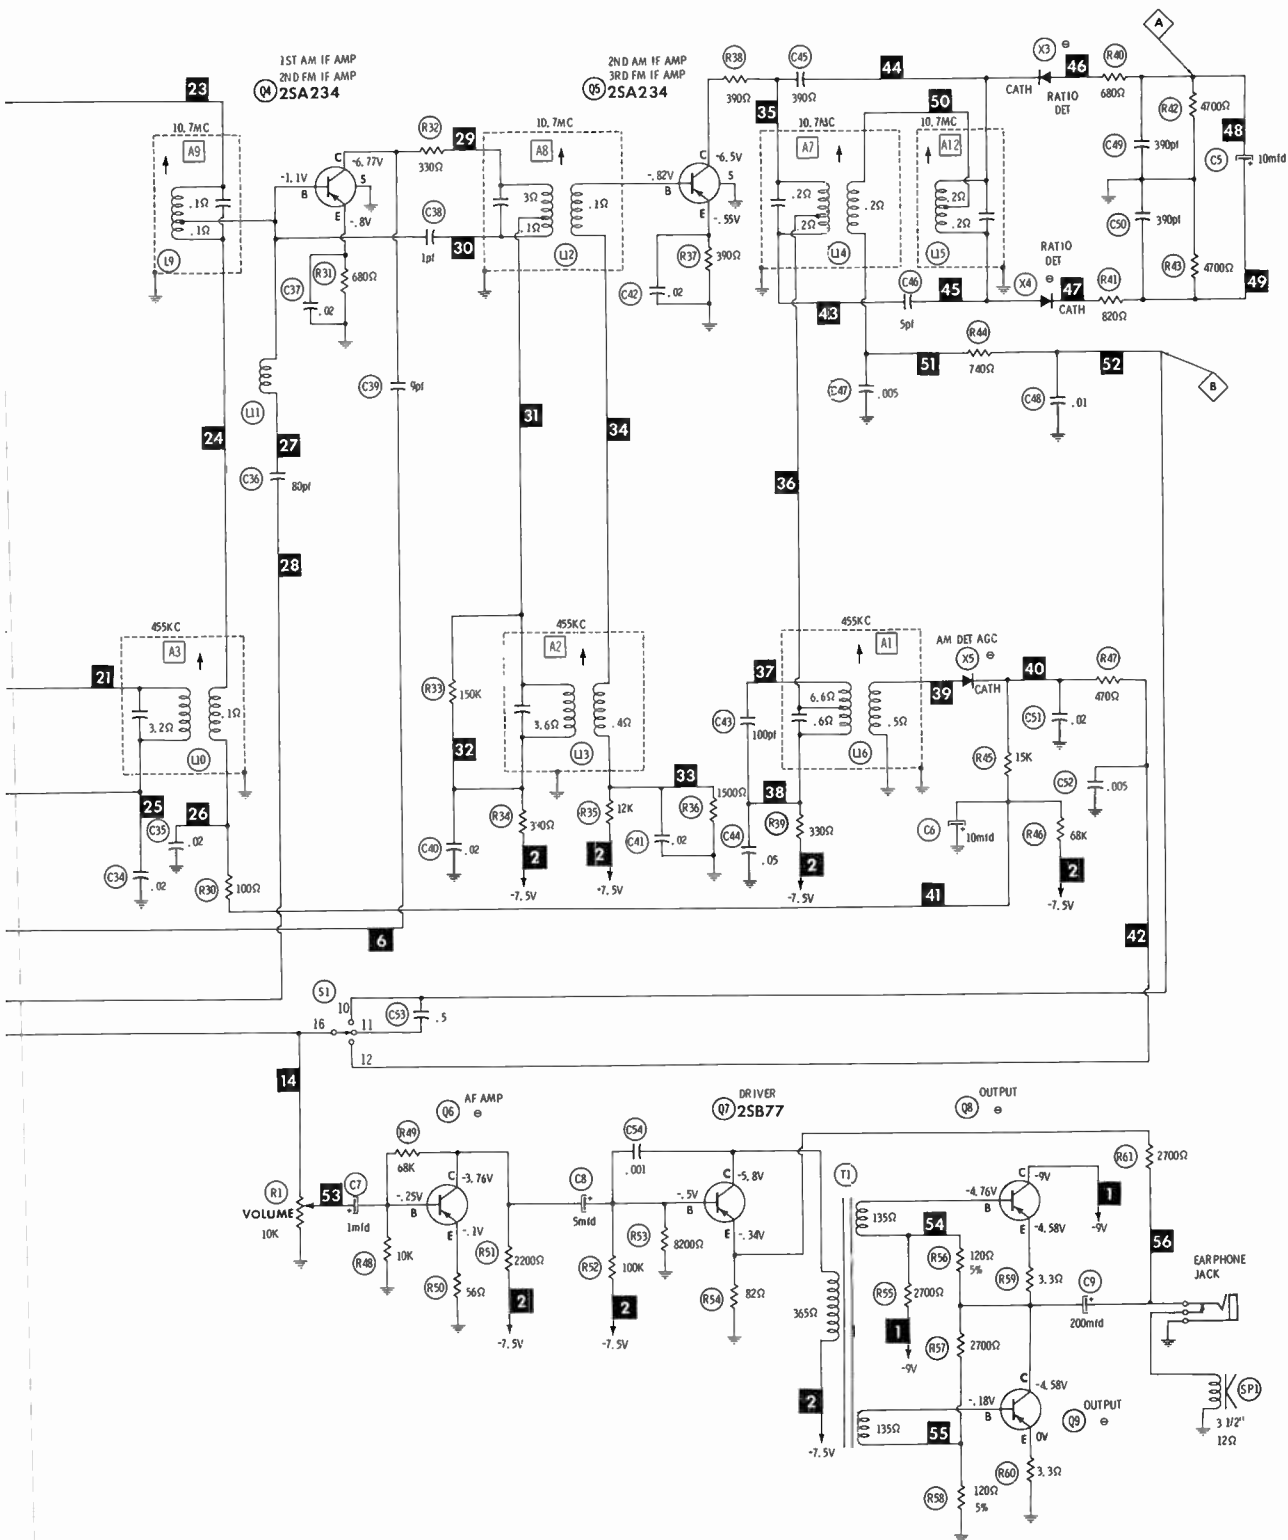 A
1ST AM IF AMP
2ND FM IF AMP
Q4 2SA234
2ND AM IF AMP
3RD FM IF AMP
Q5 2SA234
R38
C45
390Ω
390Ω
44
X3 ⊖
46
R40
CATH
RATIO
DET
680Ω
R42
4700Ω
23
10.7MC
A9
.1Ω
.1Ω
L9
-1.1V
B
C
-6.77V
S
E
-.8V
R32
330Ω
29
10.7MC
A8
3Ω
.1Ω
.1Ω
L12
C38
1pf
30
C37
.02
R31
680Ω
-.82V
B
C
-6.5V
S
E
-.55V
C42
.02
R37
390Ω
35
50
10.7MC
A7
.2Ω
.2Ω
.2Ω
L14
10.7MC
A12
.2Ω
.2Ω
L15
C49
390pf
C50
390pf
48
C5
10mfd
R43
4700Ω
49
RATIO
DET
⊖
X4
47
CATH
R41
820Ω
43
C46
5pf
45
51
R44
740Ω
52
B
C47
.005
C48
.01
L11
C39
9pf
24
27
C36
80pf
31
34
36
28
455KC
A3
21
3.2Ω
.1Ω
L10
25
26
C35
.02
C34
.02
R30
100Ω
R33
150K
32
455KC
A2
3.6Ω
.4Ω
L13
C40
.02
R34
330Ω
2
-7.5V
R35
12K
2
-7.5V
33
C41
.02
R36
1500Ω
37
C43
100pf
455KC
A1
6.6Ω
.6Ω
.5Ω
L16
38
C44
.05
R39
330Ω
2
-7.5V
AM DET AGC
X5 ⊖
39
CATH
40
R47
470Ω
C51
.02
R45
15K
C52
.005
C6
10mfd
R46
68K
2
-7.5V
41
6
42
S1
10
16
11
12
C53
.5
14
Q6
AF AMP
⊖
R49
68K
R1
VOLUME
10K
53
C7
1mfd
-.25V
B
C
-3.76V
E
-.1V
R48
10K
R50
56Ω
R51
2200Ω
2
-7.5V
C8
5mfd
C54
.001
DRIVER
Q7 2SB77
-.5V
B
C
-5.8V
E
-.34V
R52
100K
2
-7.5V
R53
8200Ω
R54
82Ω
T1
365Ω
2
-7.5V
135Ω
135Ω
Q8
OUTPUT
⊖
-4.76V
B
C
-9V
E
-4.58V
1
-9V
54
R55
2700Ω
1
-9V
R56
120Ω
5%
R57
2700Ω
R59
3.3Ω
C9
200mfd
R61
2700Ω
56
EARPHONE
JACK
-.18V
B
C
-4.58V
E
0V
Q9
OUTPUT
⊖
55
R58
120Ω
5%
R60
3.3Ω
SP1
3 1/2"
12Ω